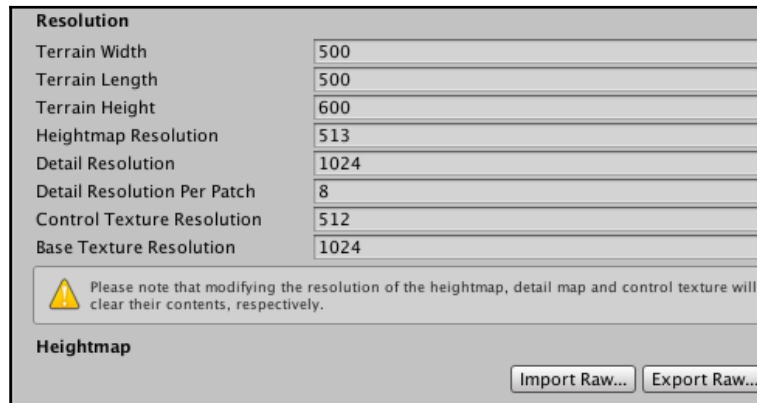 Resolution
Terrain Width 500
Terrain Length 500
Terrain Height 600
Heightmap Resolution 513
Detail Resolution 1024
Detail Resolution Per Patch 8
Control Texture Resolution 512
Base Texture Resolution 1024
Please note that modifying the resolution of the heightmap, detail map and control texture will
clear their contents, respectively.
Heightmap
Import Raw... Export Raw...